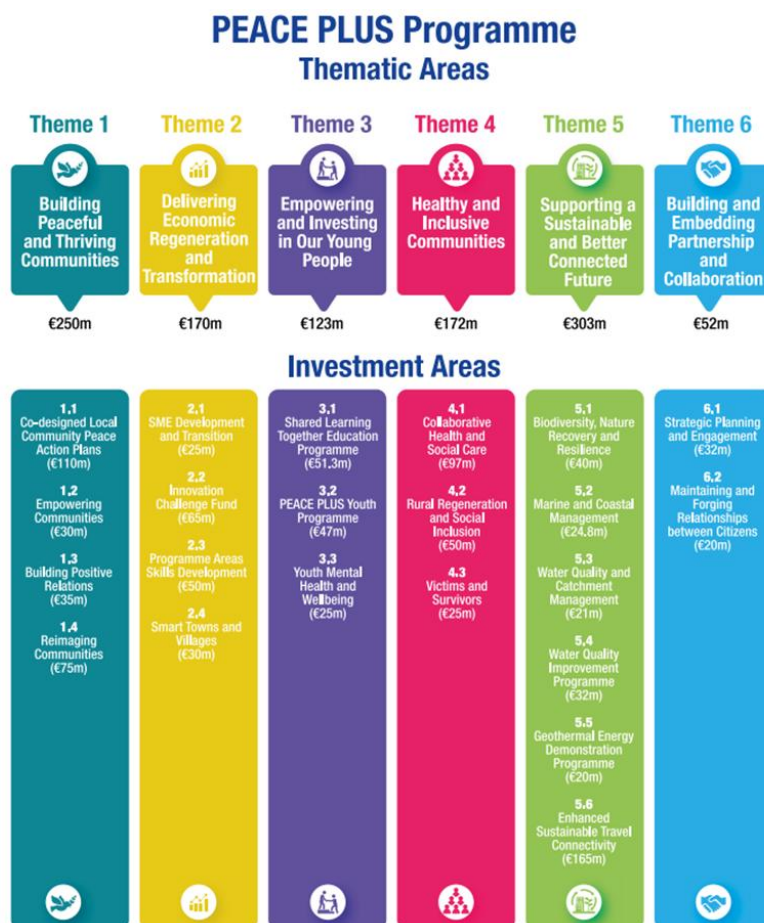 PEACE PLUS Programme
Thematic Areas
Theme 1
Building
Peaceful
and Thriving
Communities
€250m
Theme 2
Delivering
Economic
Regeneration
and
Transformation
€170m
Theme 3
Empowering
and Investing
in Our Young
People
€123m
Theme 4
Healthy and
Inclusive
Communities
€172m
Theme 5
Supporting a
Sustainable
and Better
Connected
Future
€303m
Theme 6
Building and
Embedding
Partnership
and
Collaboration
€52m
Investment Areas
1.1
Co-designed Local
Community Peace
Action Plans
(€110m)
1.2
Empowering
Communities
(€30m)
1.3
Building Positive
Relations
(€35m)
1.4
Reimaging
Communities
(€75m)
2.1
SME Development
and Transition
(€25m)
2.2
Innovation
Challenge Fund
(€65m)
2.3
Programme Areas
Skills Development
(€50m)
2.4
Smart Towns and
Villages
(€30m)
3.1
Shared Learning
Together Education
Programme
(€51.3m)
3.2
PEACE PLUS Youth
Programme
(€47m)
3.3
Youth Mental
Health and
Wellbeing
(€25m)
4.1
Collaborative
Health and
Social Care
(€97m)
4.2
Rural Regeneration
and Social
Inclusion
(€50m)
4.3
Victims and
Survivors
(€25m)
5.1
Biodiversity, Nature
Recovery and
Resilience
(€40m)
5.2
Marine and Coastal
Management
(€24.8m)
5.3
Water Quality and
Catchment
Management
(€21m)
5.4
Water Quality
Improvement
Programme
(€32m)
5.5
Geothermal Energy
Demonstration
Programme
(€20m)
5.6
Enhanced
Sustainable Travel
Connectivity
(€165m)
6.1
Strategic Planning
and Engagement
(€32m)
6.2
Maintaining and
Forging
Relationships
between Citizens
(€20m)